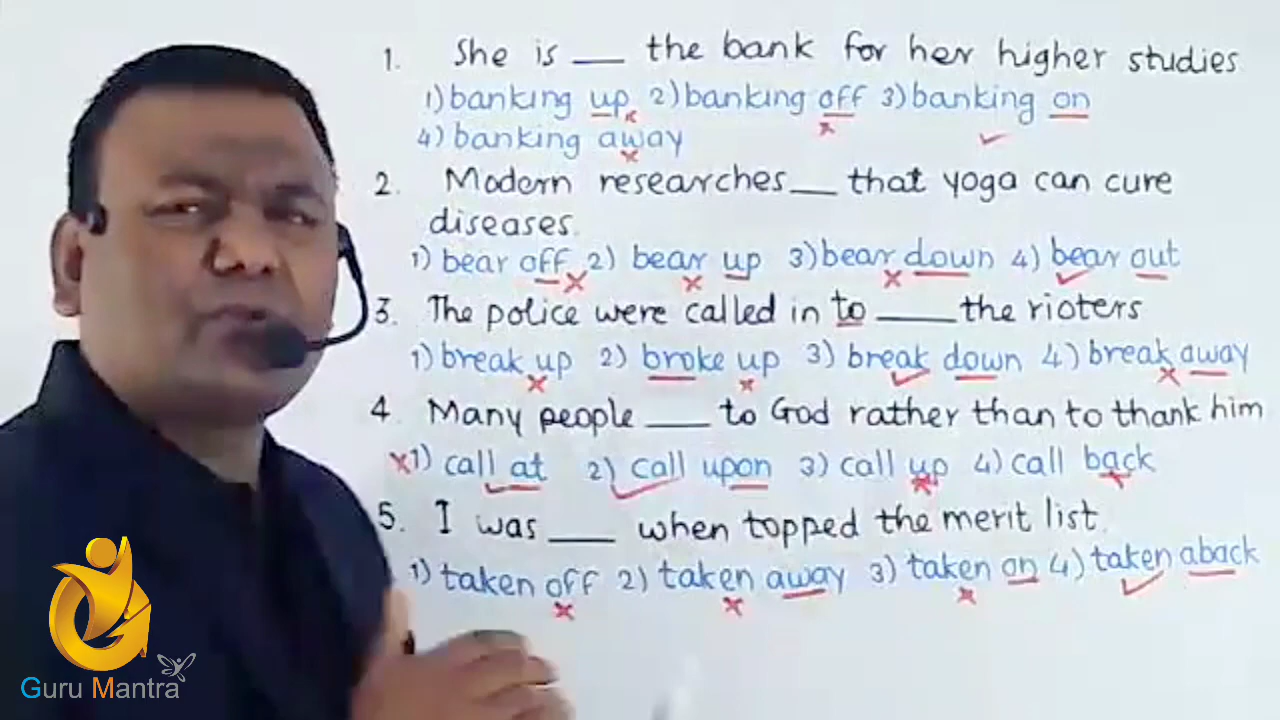 1. She is ___ the bank for her higher studies
1) banking up 2) banking off 3) banking on
4) banking away
2. Modern researches ___ that yoga can cure
diseases.
1) bear off 2) bear up 3) bear down 4) bear out
3. The police were called in to ___ the rioters
1) break up 2) broke up 3) break down 4) break away
4. Many people ___ to God rather than to thank him
1) call at 2) call upon 3) call up 4) call back
5. I was ___ when topped the merit list.
1) taken off 2) taken away 3) taken on 4) taken aback
Guru Mantra